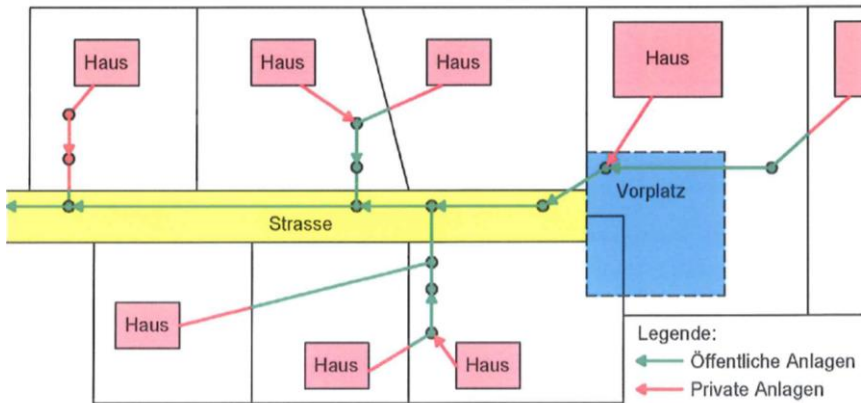 Haus
Haus
Haus
Haus
Vorplatz
Strasse
Haus
Haus
Haus
Legende:
Öffentliche Anlagen
Private Anlagen